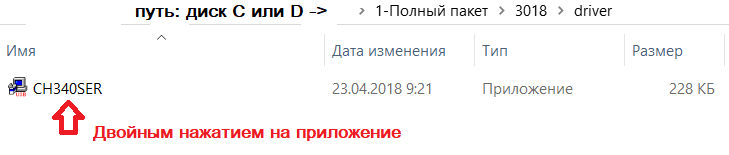 путь: диск C или D -> > 1-Полный пакет > 3018 > driver
Имя Дата изменения Тип Размер
CH340SER 23.04.2018 9:21 Приложение 228 КБ
Двойным нажатием на приложение